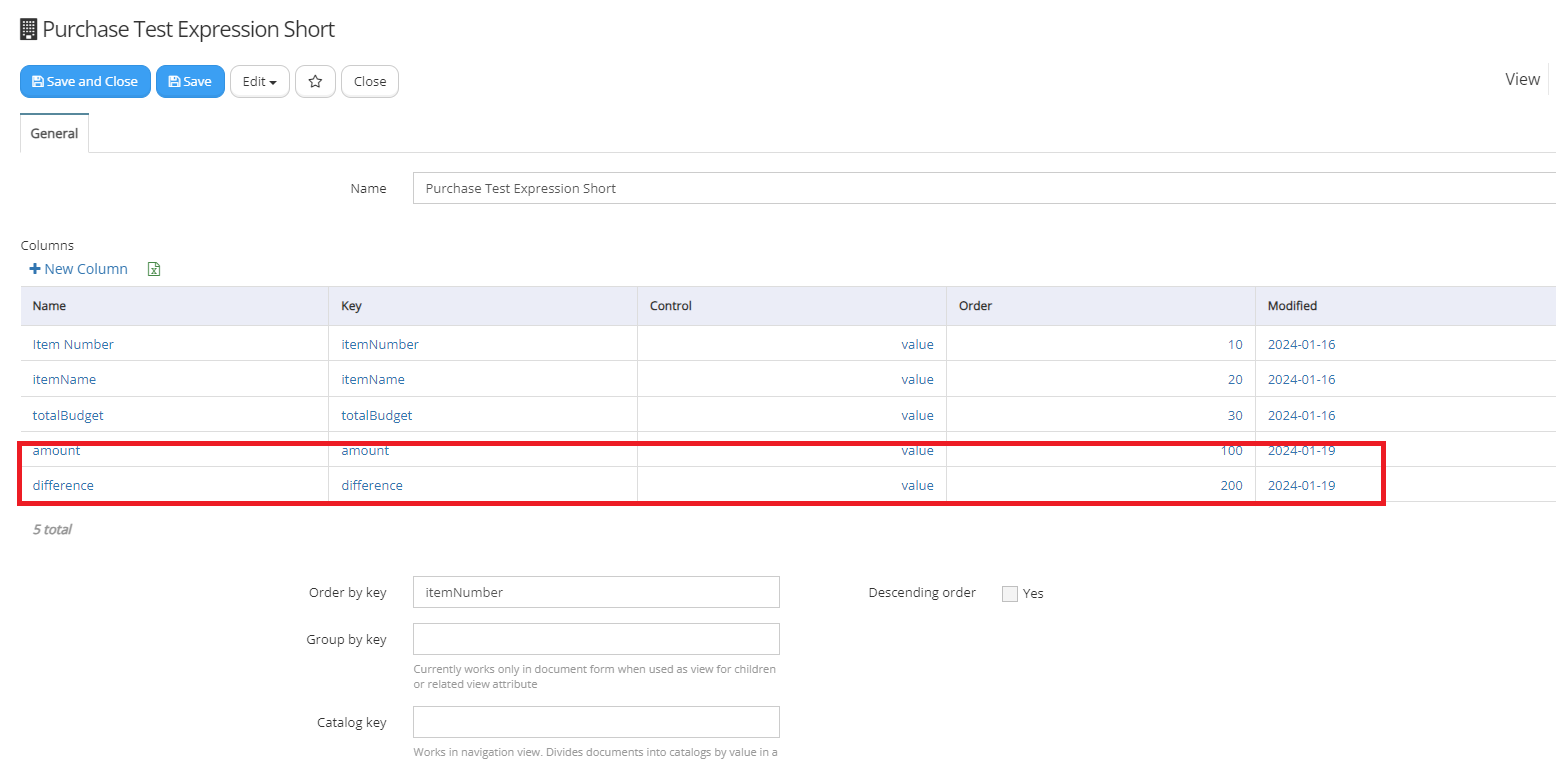 Purchase Test Expression Short
Save and Close Save Edit Close View
General
Name Purchase Test Expression Short
Columns
New Column
Name Key Control Order Modified
Item Number itemNumber value 10 2024-01-16
itemName itemName value 20 2024-01-16
totalBudget totalBudget value 30 2024-01-16
amount amount value 100 2024-01-19
difference difference value 200 2024-01-19
5 total
Order by key itemNumber Descending order Yes
Group by key
Currently works only in document form when used as view for children
or related view attribute
Catalog key
Works in navigation view. Divides documents into catalogs by value in a